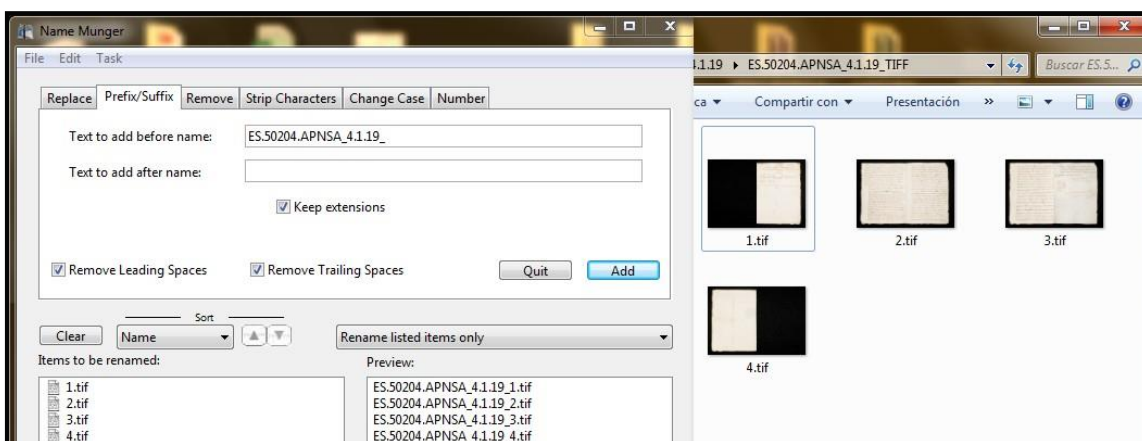 Name Munger
File Edit Task
Replace Prefix/Suffix Remove Strip Characters Change Case Number
Text to add before name: ES.50204.APNSA_4.1.19_
Text to add after name:
Keep extensions
Remove Leading Spaces Remove Trailing Spaces Quit Add
Sort
Clear Name Rename listed items only
Items to be renamed: Preview:
1.tif ES.50204.APNSA_4.1.19_1.tif
2.tif ES.50204.APNSA_4.1.19_2.tif
3.tif ES.50204.APNSA_4.1.19_3.tif
4.tif ES.50204.APNSA_4.1.19_4.tif
.1.19 ES.50204.APNSA_4.1.19_TIFF Buscar ES.5...
ca Compartir con Presentación »
1.tif 2.tif 3.tif
4.tif